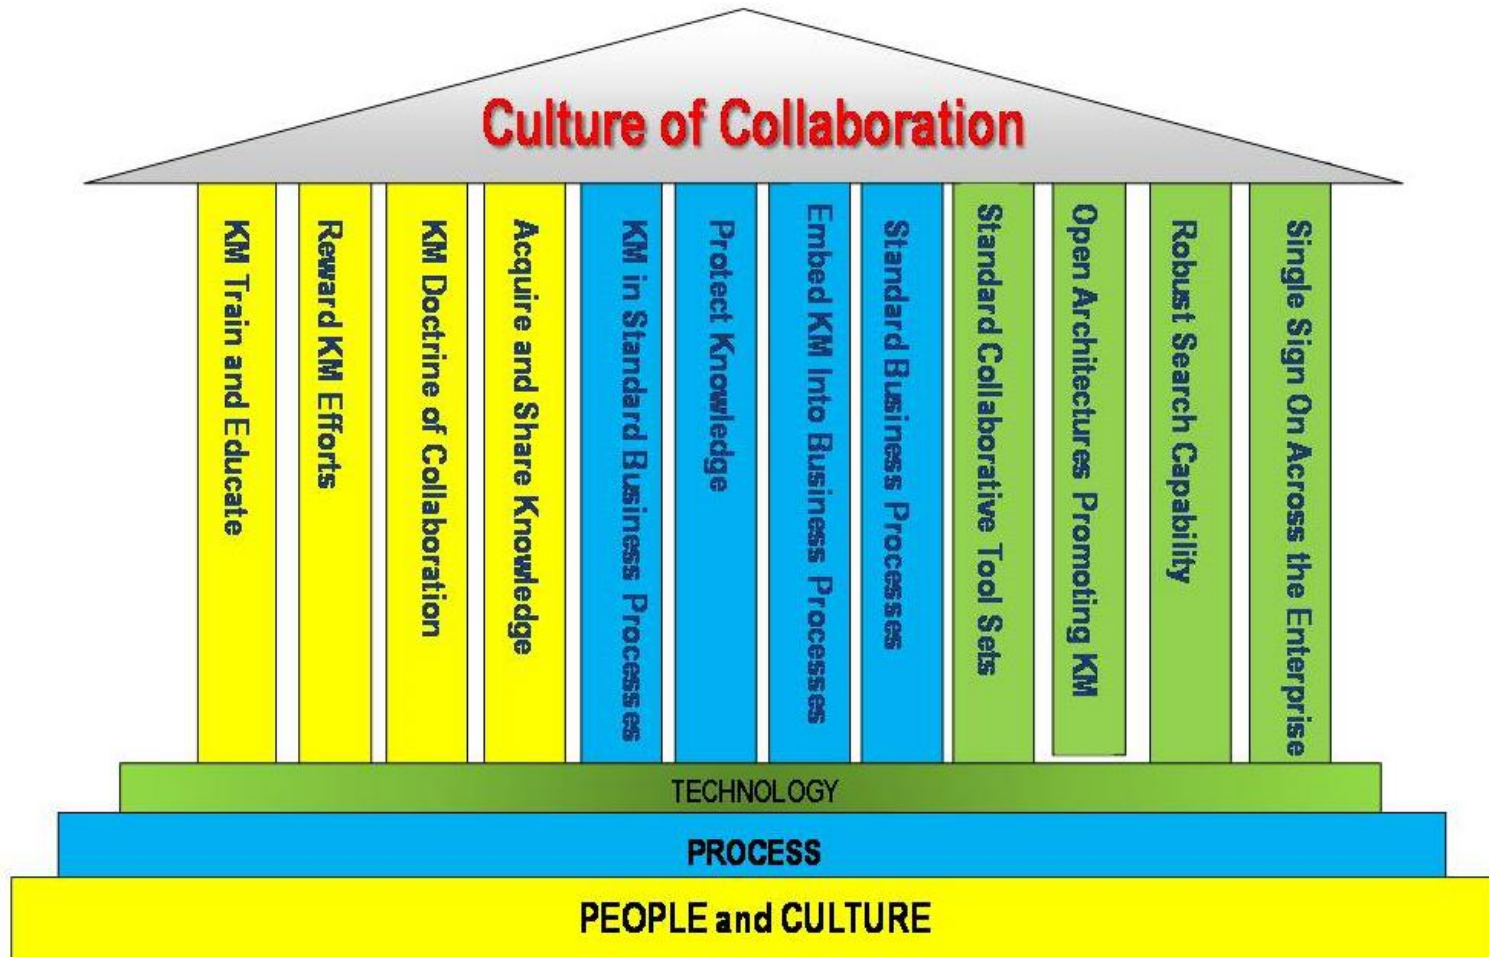 Culture of Collaboration
KM Train and Educate
Reward KM Efforts
KM Doctrine of Collaboration
Acquire and Share Knowledge
KM in Standard Business Processes
Protect Knowledge
Embed KM Into Business Processes
Standard Business Processes
Standard Collaborative Tool Sets
Open Architectures Promoting KM
Robust Search Capability
Single Sign On Across the Enterprise
TECHNOLOGY
PROCESS
PEOPLE and CULTURE